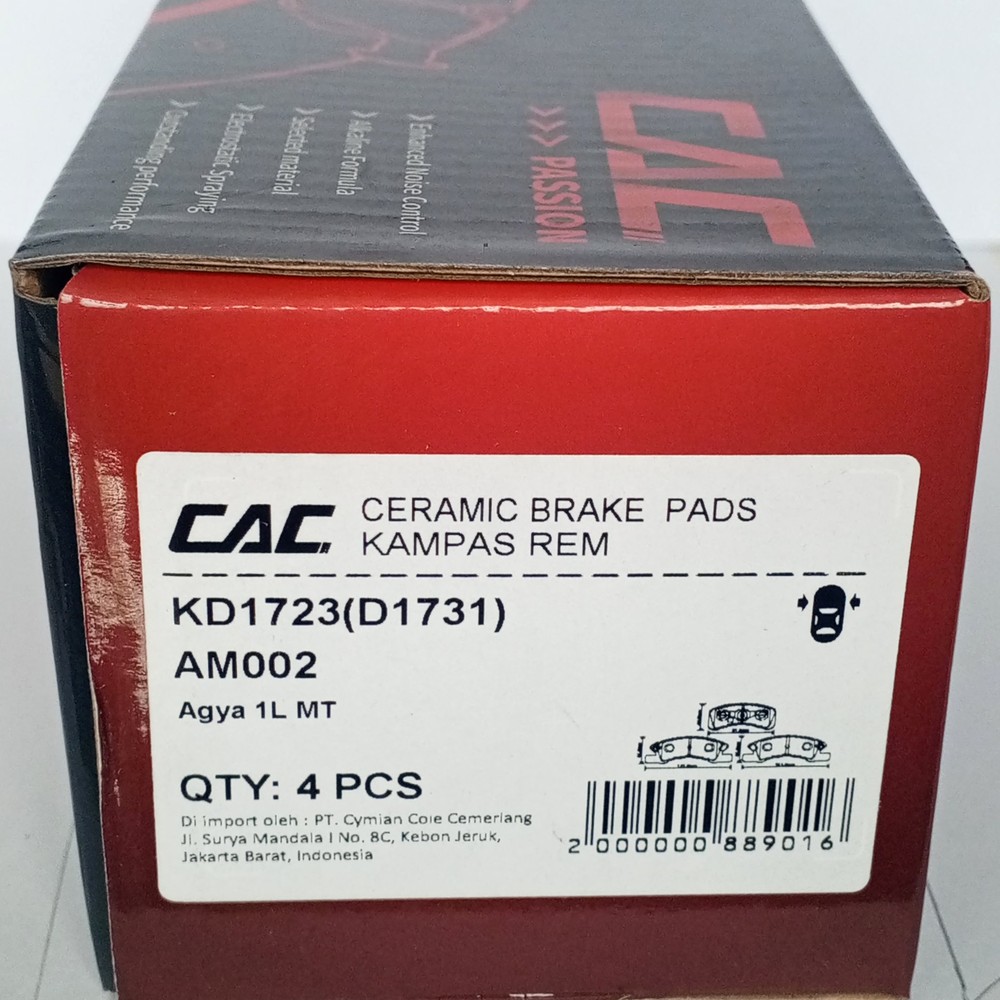 CAC
>>>> PASSION
> Enhanced Noise Control
> Alkaline Formula
> Selected material
> Electrostatic Spraying
> Outstanding performance
CAC
CERAMIC BRAKE PADS
KAMPAS REM
KD1723(D1731)
AM002
Agya 1L MT
QTY: 4 PCS
Di import oleh : PT. Cymian Core Cemerlang
Jl. Surya Mandala I No. 8C, Kebon Jeruk,
Jakarta Barat, Indonesia
2 000000 889016